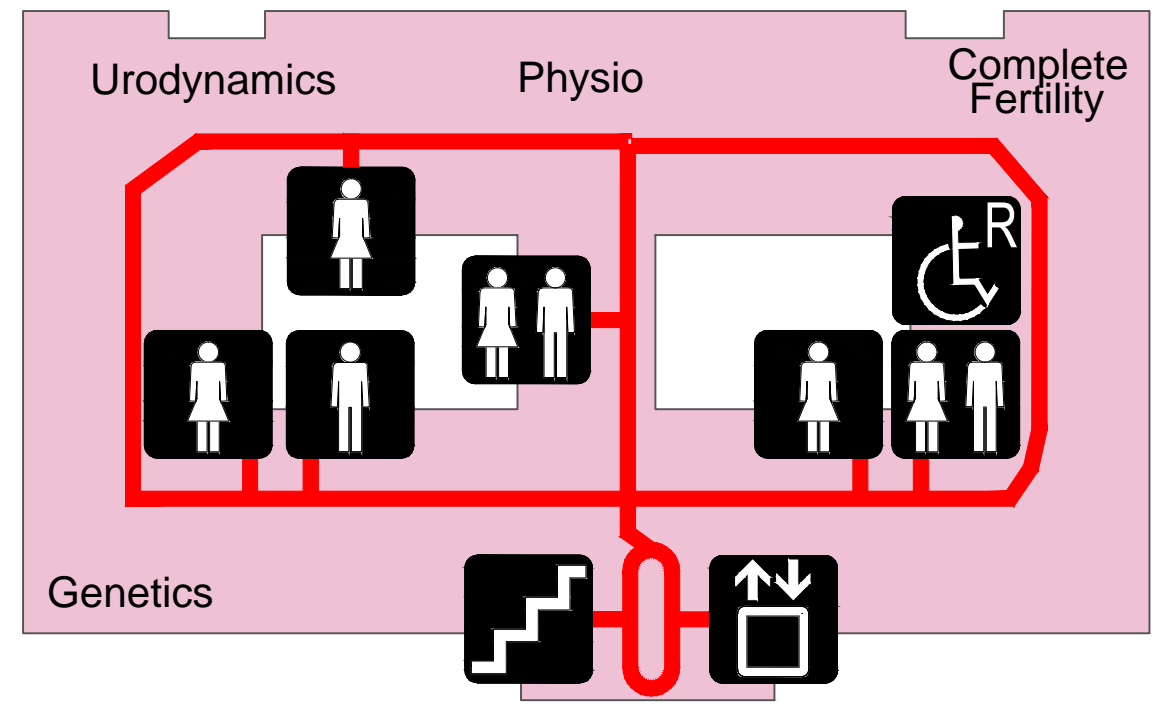 Urodynamics
Physio
Complete
Fertility
R
Genetics